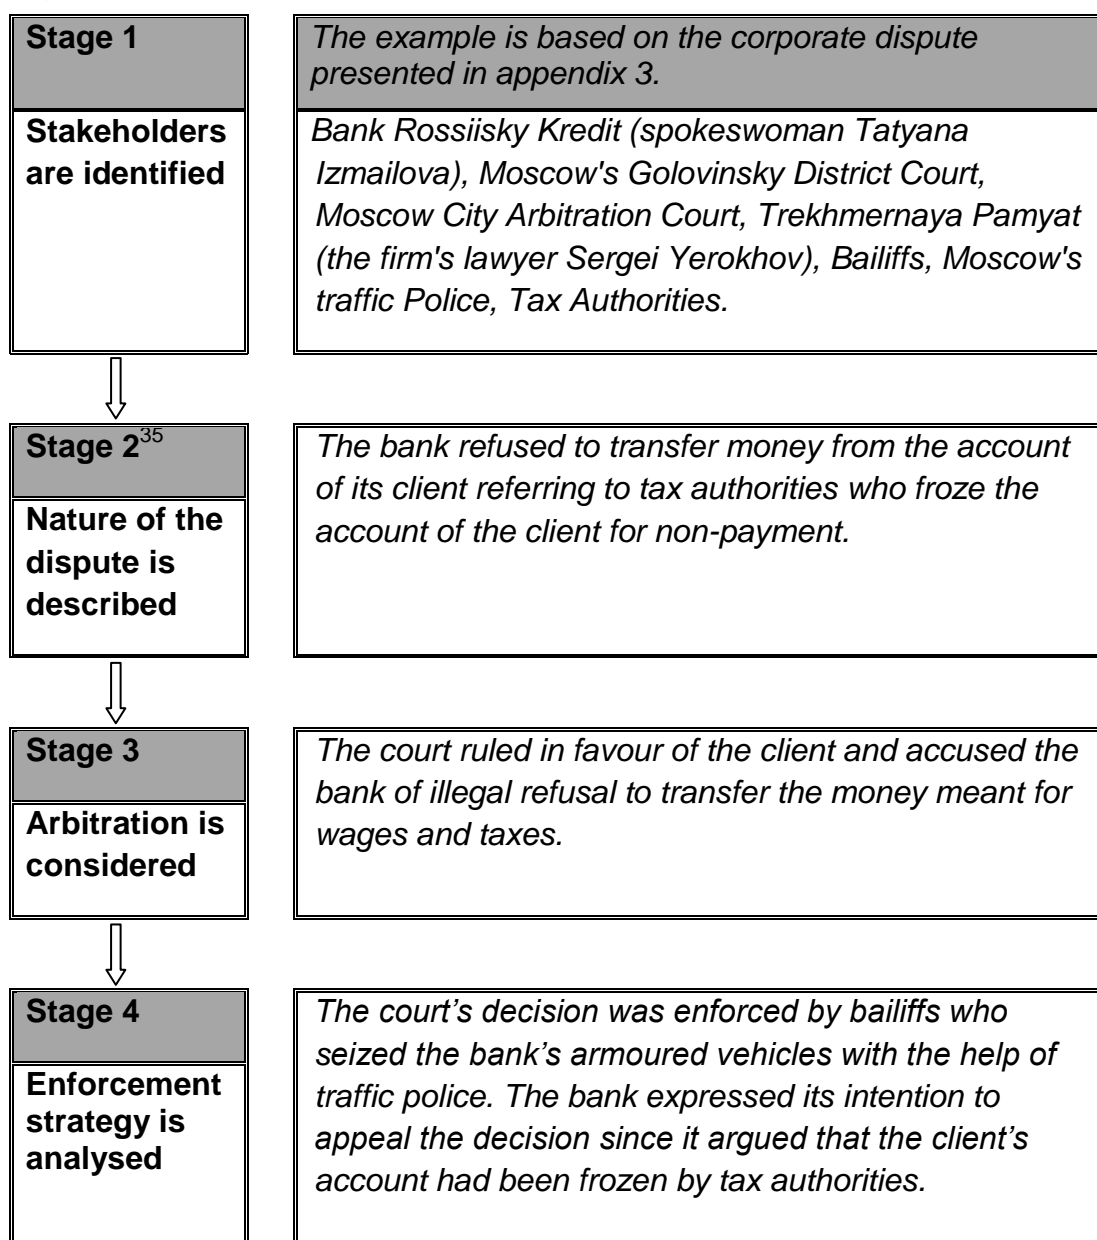 Stage 1
The example is based on the corporate dispute
presented in appendix 3.
Stakeholders
are identified
Bank Rossiisky Kredit (spokeswoman Tatyana
Izmailova), Moscow's Golovinsky District Court,
Moscow City Arbitration Court, Trekhmernaya Pamyat
(the firm's lawyer Sergei Yerokhov), Bailiffs, Moscow's
traffic Police, Tax Authorities.
Stage 2³⁵
Nature of the
dispute is
described
The bank refused to transfer money from the account
of its client referring to tax authorities who froze the
account of the client for non-payment.
Stage 3
Arbitration is
considered
The court ruled in favour of the client and accused the
bank of illegal refusal to transfer the money meant for
wages and taxes.
Stage 4
Enforcement
strategy is
analysed
The court’s decision was enforced by bailiffs who
seized the bank’s armoured vehicles with the help of
traffic police. The bank expressed its intention to
appeal the decision since it argued that the client’s
account had been frozen by tax authorities.